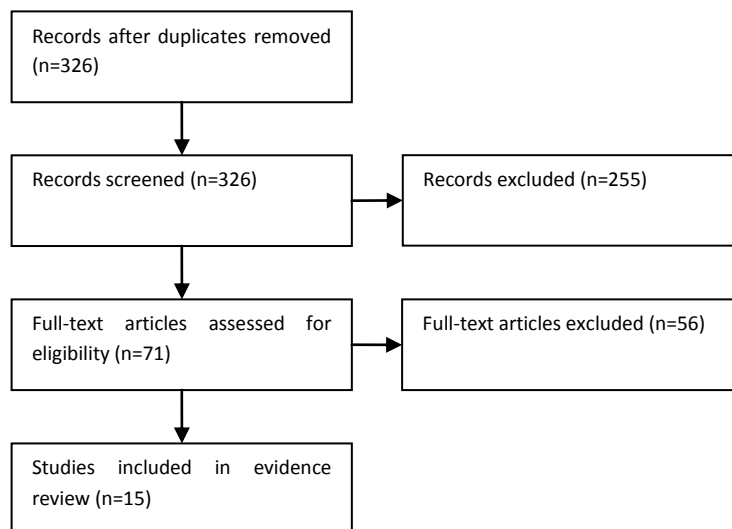 Records after duplicates removed
(n=326)
Records screened (n=326)
Records excluded (n=255)
Full-text articles assessed for
eligibility (n=71)
Full-text articles excluded (n=56)
Studies included in evidence
review (n=15)